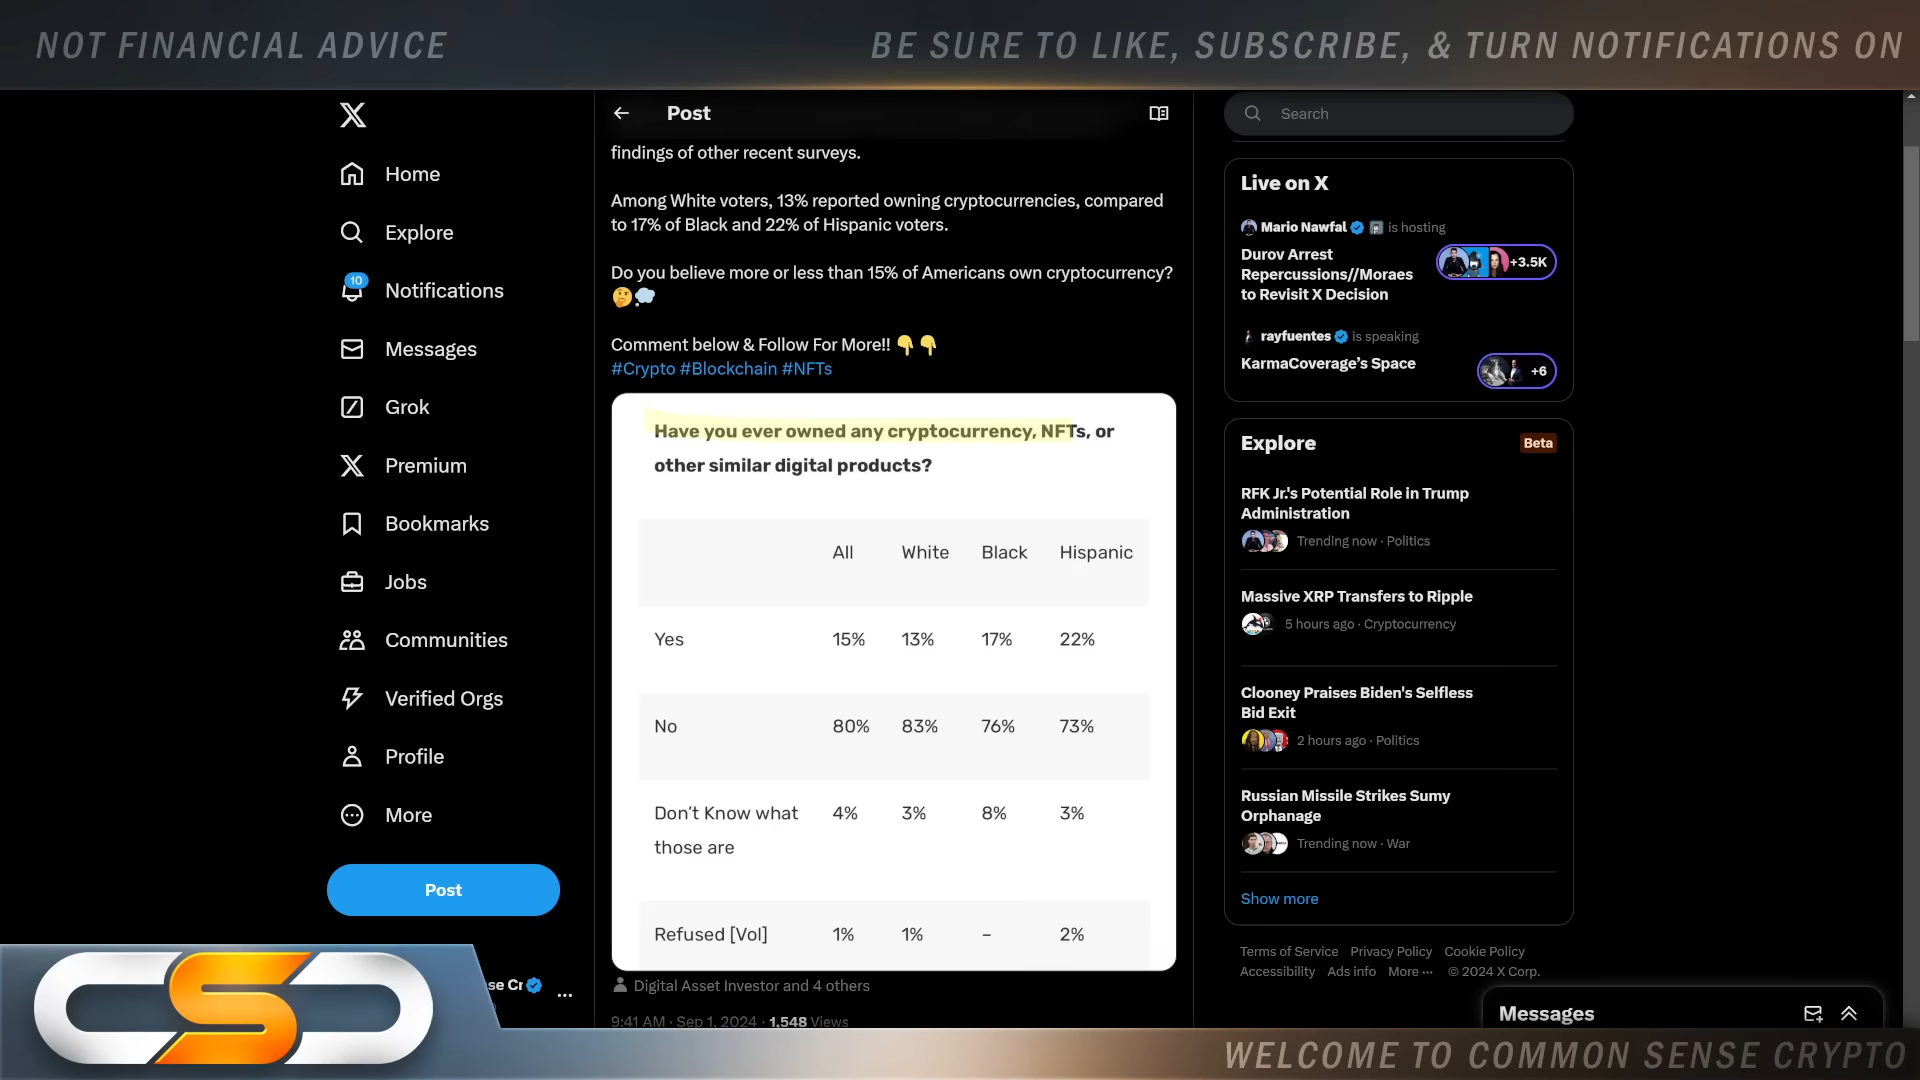 NOT FINANCIAL ADVICE
BE SURE TO LIKE, SUBSCRIBE, & TURN NOTIFICATIONS ON
Home
Explore
10
Notifications
Messages
Grok
Premium
Bookmarks
Jobs
Communities
Verified Orgs
Profile
More
Post
se Cr
Post
findings of other recent surveys.
Among White voters, 13% reported owning cryptocurrencies, compared
to 17% of Black and 22% of Hispanic voters.
Do you believe more or less than 15% of Americans own cryptocurrency?
🤔💭
Comment below & Follow For More!! 👇👇
#Crypto #Blockchain #NFTs
Have you ever owned any cryptocurrency, NFTs, or
other similar digital products?
All White Black Hispanic
Yes 15% 13% 17% 22%
No 80% 83% 76% 73%
Don't Know what
those are
4% 3% 8% 3%
Refused [Vol] 1% 1% – 2%
Digital Asset Investor and 4 others
9:41 AM · Sep 1, 2024 · 1,548 Views
Search
Live on X
Mario Nawfal is hosting
Durov Arrest
Repercussions//Moraes
to Revisit X Decision
+3.5K
rayfuentes is speaking
KarmaCoverage's Space
+6
Explore
Beta
RFK Jr.'s Potential Role in Trump
Administration
Trending now · Politics
Massive XRP Transfers to Ripple
5 hours ago · Cryptocurrency
Clooney Praises Biden's Selfless
Bid Exit
2 hours ago · Politics
Russian Missile Strikes Sumy
Orphanage
Trending now · War
Show more
Terms of Service Privacy Policy Cookie Policy
Accessibility Ads info More ··· © 2024 X Corp.
Messages
CSC
WELCOME TO COMMON SENSE CRYPTO